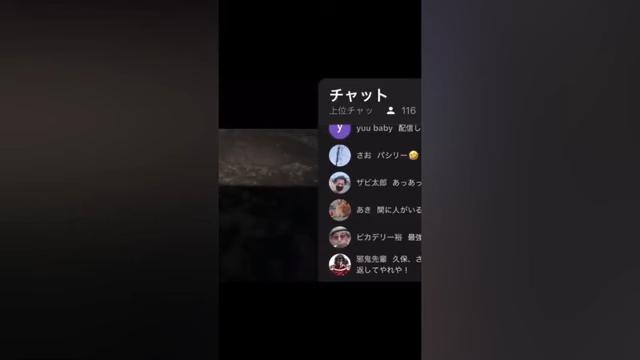 チャット
上位チャッ 116
y
yuu baby 配信し
さお パシリー🤣
ザビ太郎 あっあっ
あき 間に人がいる
ピカデリー裕 最強
邪鬼先輩 久保、さ
返してやれや！